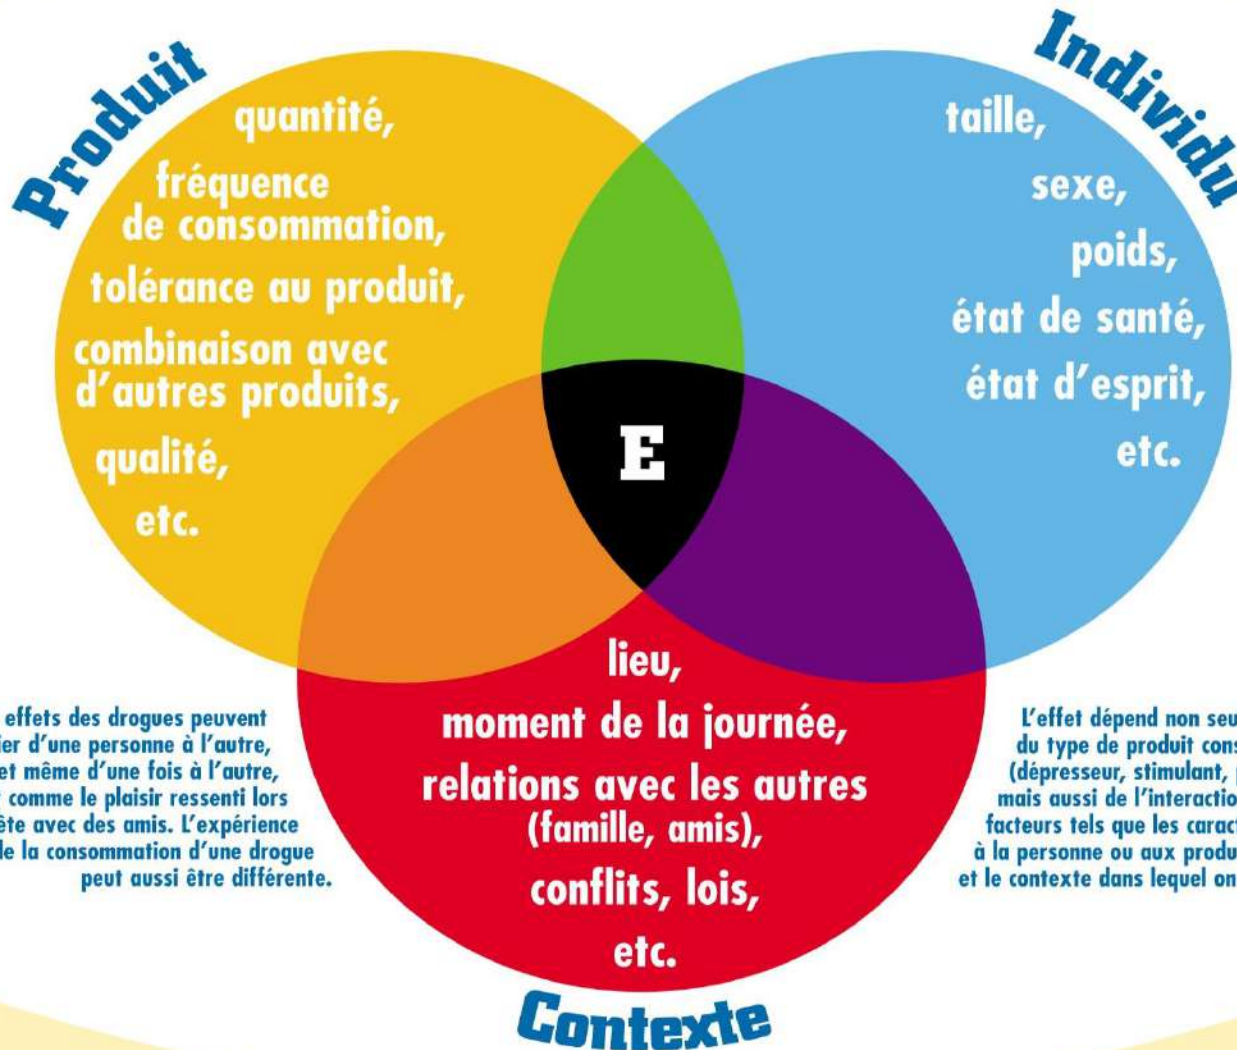 Produit
quantité,
fréquence
de consommation,
tolérance au produit,
combinaison avec
d'autres produits,
qualité,
etc.
Individu
taille,
sexe,
poids,
état de santé,
état d'esprit,
etc.
E
lieu,
moment de la journée,
relations avec les autres
(famille, amis),
conflits, lois,
etc.
Contexte
effets des drogues peuvent
d'une personne à l'autre,
et même d'une fois à l'autre,
comme le plaisir ressenti lors
avec des amis. L'expérience
de la consommation d'une drogue
peut aussi être différente.
L'effet dépend non
du type de produit
(dépresseur, stimulant,
mais aussi de
facteurs tels que les
à la personne ou aux
et le contexte dans lequel on